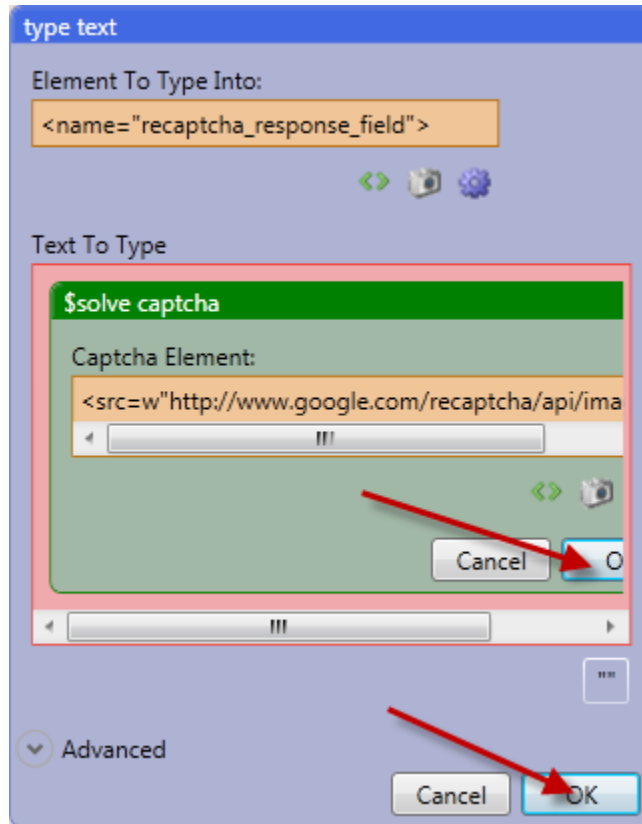 type text
Element To Type Into:
<name="recaptcha_response_field">
Text To Type
$solve captcha
Captcha Element:
<src=w"http://www.google.com/recaptcha/api/ima
Cancel O
""
Advanced
Cancel OK